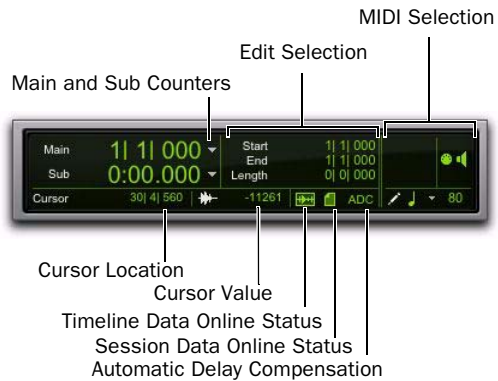 MIDI Selection
Edit Selection
Main and Sub Counters
Main 1| 1| 000 Start 1| 1| 000
End 1| 1| 000
Sub 0:00.000 Length 0| 0| 000
Cursor 30| 4| 560 -11261 ADC 80
Cursor Location
Cursor Value
Timeline Data Online Status
Session Data Online Status
Automatic Delay Compensation